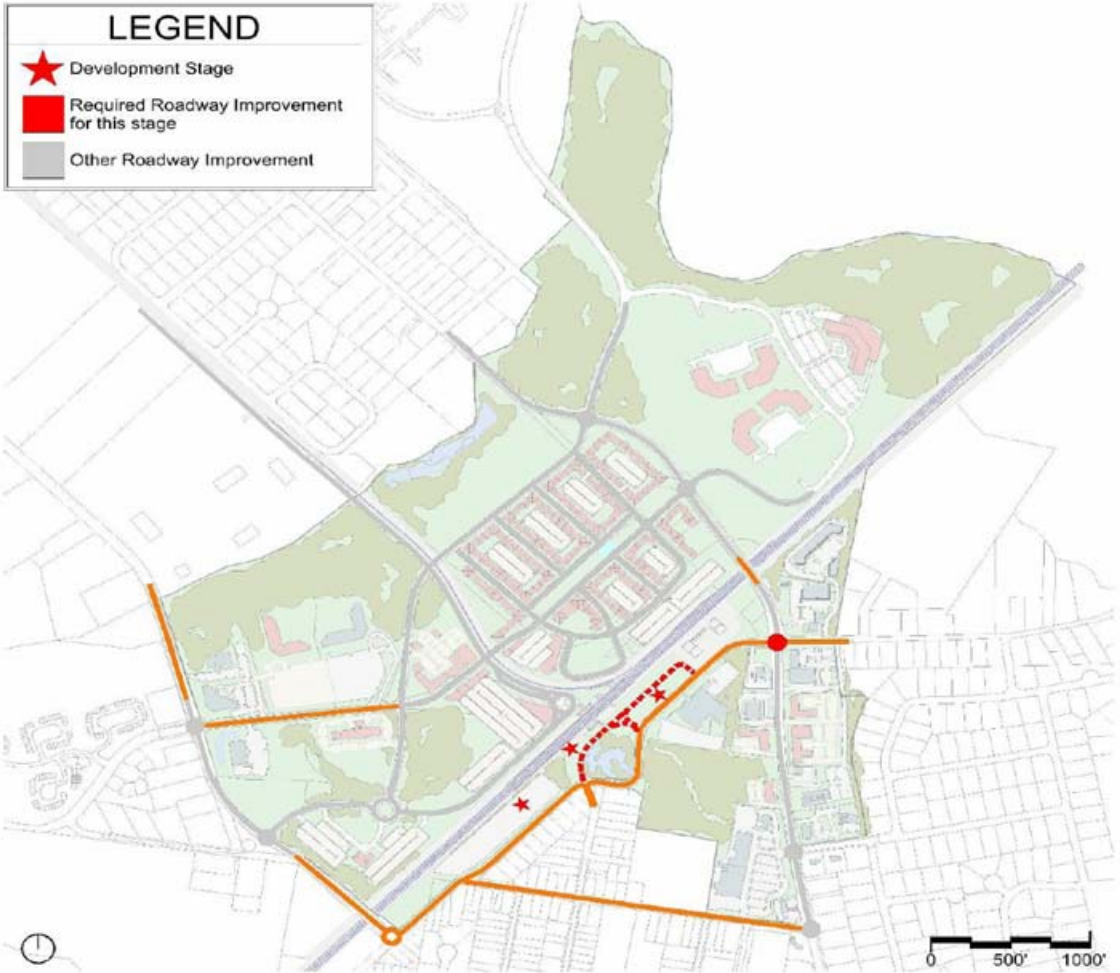 LEGEND
Development Stage
Required Roadway Improvement
for this stage
Other Roadway Improvement
0 500' 1000'